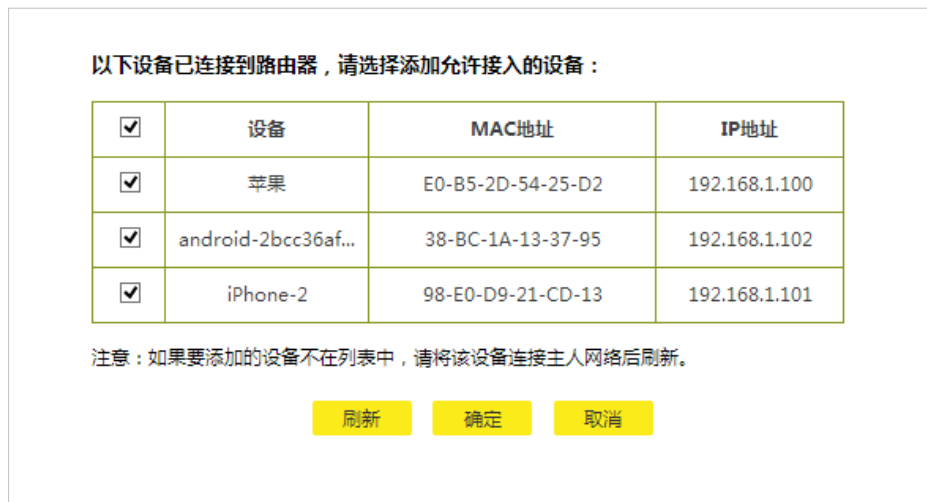 以下设备已连接到路由器，请选择添加允许接入的设备：
设备 MAC地址 IP地址
苹果 E0-B5-2D-54-25-D2 192.168.1.100
android-2bcc36af... 38-BC-1A-13-37-95 192.168.1.102
iPhone-2 98-E0-D9-21-CD-13 192.168.1.101
注意：如果要添加的设备不在列表中，请将该设备连接主人网络后刷新。
刷新 确定 取消